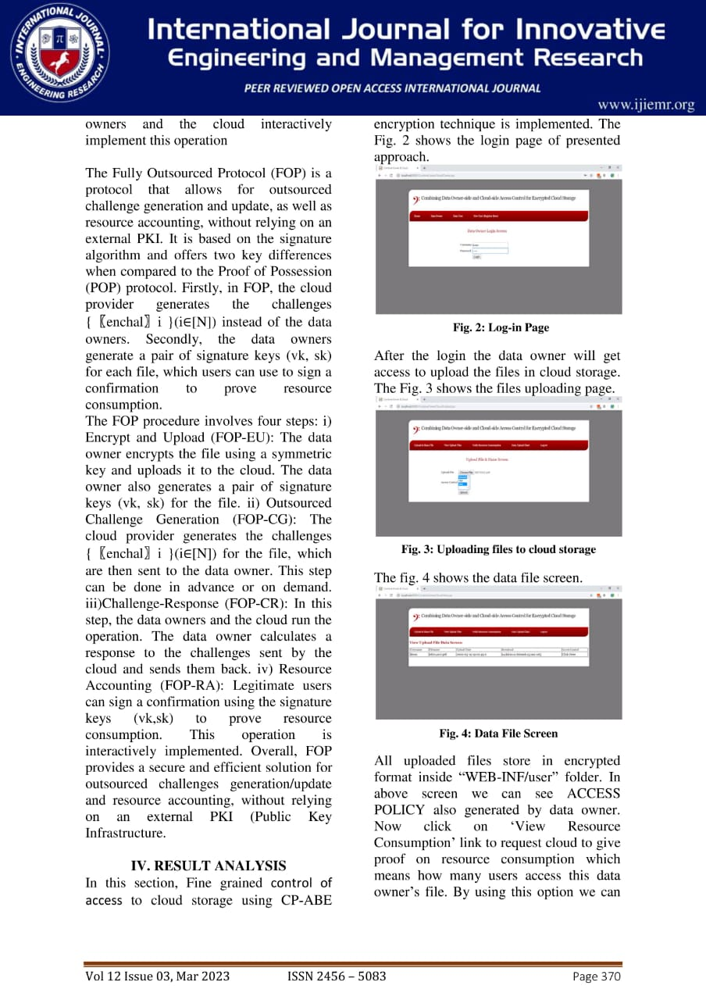 International Journal for Innovative
Engineering and Management Research
PEER REVIEWED OPEN ACCESS INTERNATIONAL JOURNAL
www.ijiemr.org
INTERNATIONAL JOURNAL
ENGINEERING RESEARCH
π
owners and the cloud interactively
implement this operation
The Fully Outsourced Protocol (FOP) is a
protocol that allows for outsourced
challenge generation and update, as well as
resource accounting, without relying on an
external PKI. It is based on the signature
algorithm and offers two key differences
when compared to the Proof of Possession
(POP) protocol. Firstly, in FOP, the cloud
provider generates the challenges
{ 〖enchal〗i }(i∈[N]) instead of the data
owners. Secondly, the data owners
generate a pair of signature keys (vk, sk)
for each file, which users can use to sign a
confirmation to prove resource
consumption.
The FOP procedure involves four steps: i)
Encrypt and Upload (FOP-EU): The data
owner encrypts the file using a symmetric
key and uploads it to the cloud. The data
owner also generates a pair of signature
keys (vk, sk) for the file. ii) Outsourced
Challenge Generation (FOP-CG): The
cloud provider generates the challenges
{ 〖enchal〗i }(i∈[N]) for the file, which
are then sent to the data owner. This step
can be done in advance or on demand.
iii)Challenge-Response (FOP-CR): In this
step, the data owners and the cloud run the
operation. The data owner calculates a
response to the challenges sent by the
cloud and sends them back. iv) Resource
Accounting (FOP-RA): Legitimate users
can sign a confirmation using the signature
keys (vk,sk) to prove resource
consumption. This operation is
interactively implemented. Overall, FOP
provides a secure and efficient solution for
outsourced challenges generation/update
and resource accounting, without relying
on an external PKI (Public Key
Infrastructure.
IV. RESULT ANALYSIS
In this section, Fine grained control of
access to cloud storage using CP-ABE
encryption technique is implemented. The
Fig. 2 shows the login page of presented
approach.
Combining Data Owner-side and Cloud-side Access Control for Encrypted Cloud Storage
Home Data Owner Data User New User Register Here
Data Owner Login Screen
Username
Password
Login
Fig. 2: Log-in Page
After the login the data owner will get
access to upload the files in cloud storage.
The Fig. 3 shows the files uploading page.
Combining Data Owner-side and Cloud-side Access Control for Encrypted Cloud Storage
Upload File
Choose File
Access Control
Upload
Fig. 3: Uploading files to cloud storage
The fig. 4 shows the data file screen.
Combining Data Owner-side and Cloud-side Access Control for Encrypted Cloud Storage
View Upload File Data Screen
Fig. 4: Data File Screen
All uploaded files store in encrypted
format inside “WEB-INF/user” folder. In
above screen we can see ACCESS
POLICY also generated by data owner.
Now click on ‘View Resource
Consumption’ link to request cloud to give
proof on resource consumption which
means how many users access this data
owner’s file. By using this option we can
Vol 12 Issue 03, Mar 2023 ISSN 2456 – 5083 Page 370